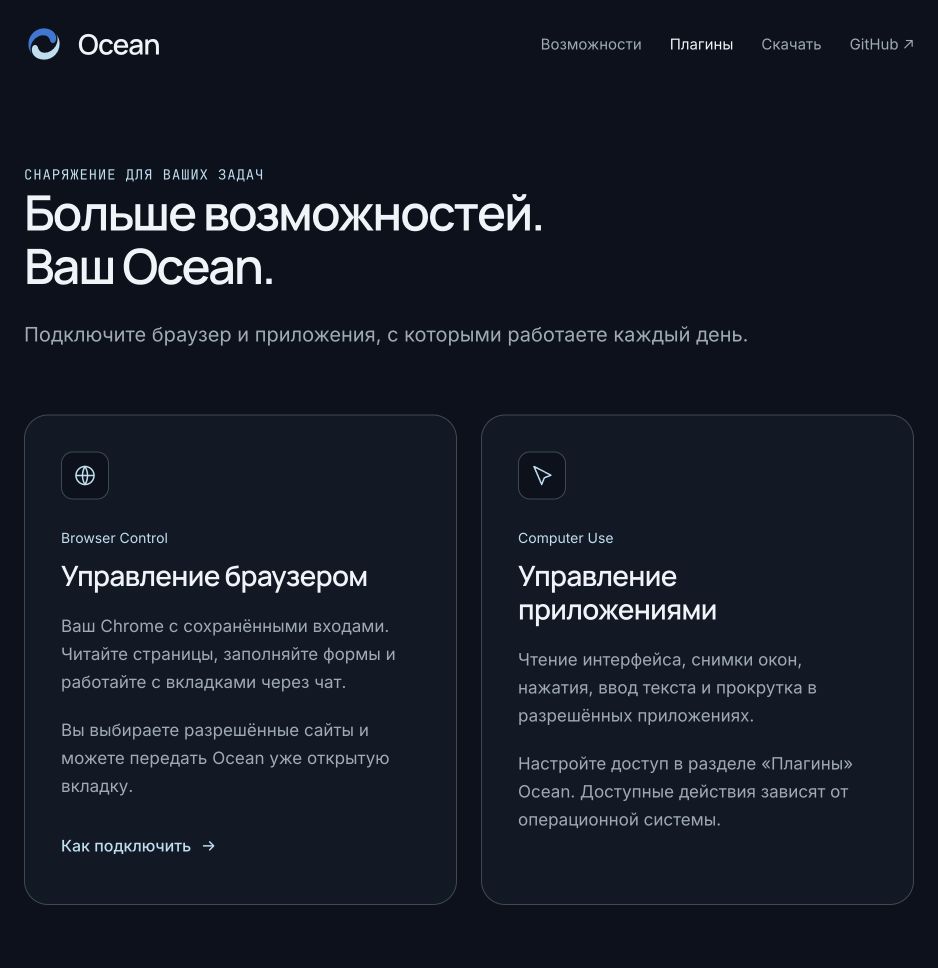 Ocean
Возможности Плагины Скачать GitHub ↗
СНАРЯЖЕНИЕ ДЛЯ ВАШИХ ЗАДАЧ
Больше возможностей.
Ваш Ocean.
Подключите браузер и приложения, с которыми работаете каждый день.
Browser Control
Управление браузером
Ваш Chrome с сохранёнными входами.
Читайте страницы, заполняйте формы и
работайте с вкладками через чат.
Вы выбираете разрешённые сайты и
можете передать Ocean уже открытую
вкладку.
Как подключить →
Computer Use
Управление
приложениями
Чтение интерфейса, снимки окон,
нажатия, ввод текста и прокрутка в
разрешённых приложениях.
Настройте доступ в разделе «Плагины»
Ocean. Доступные действия зависят от
операционной системы.